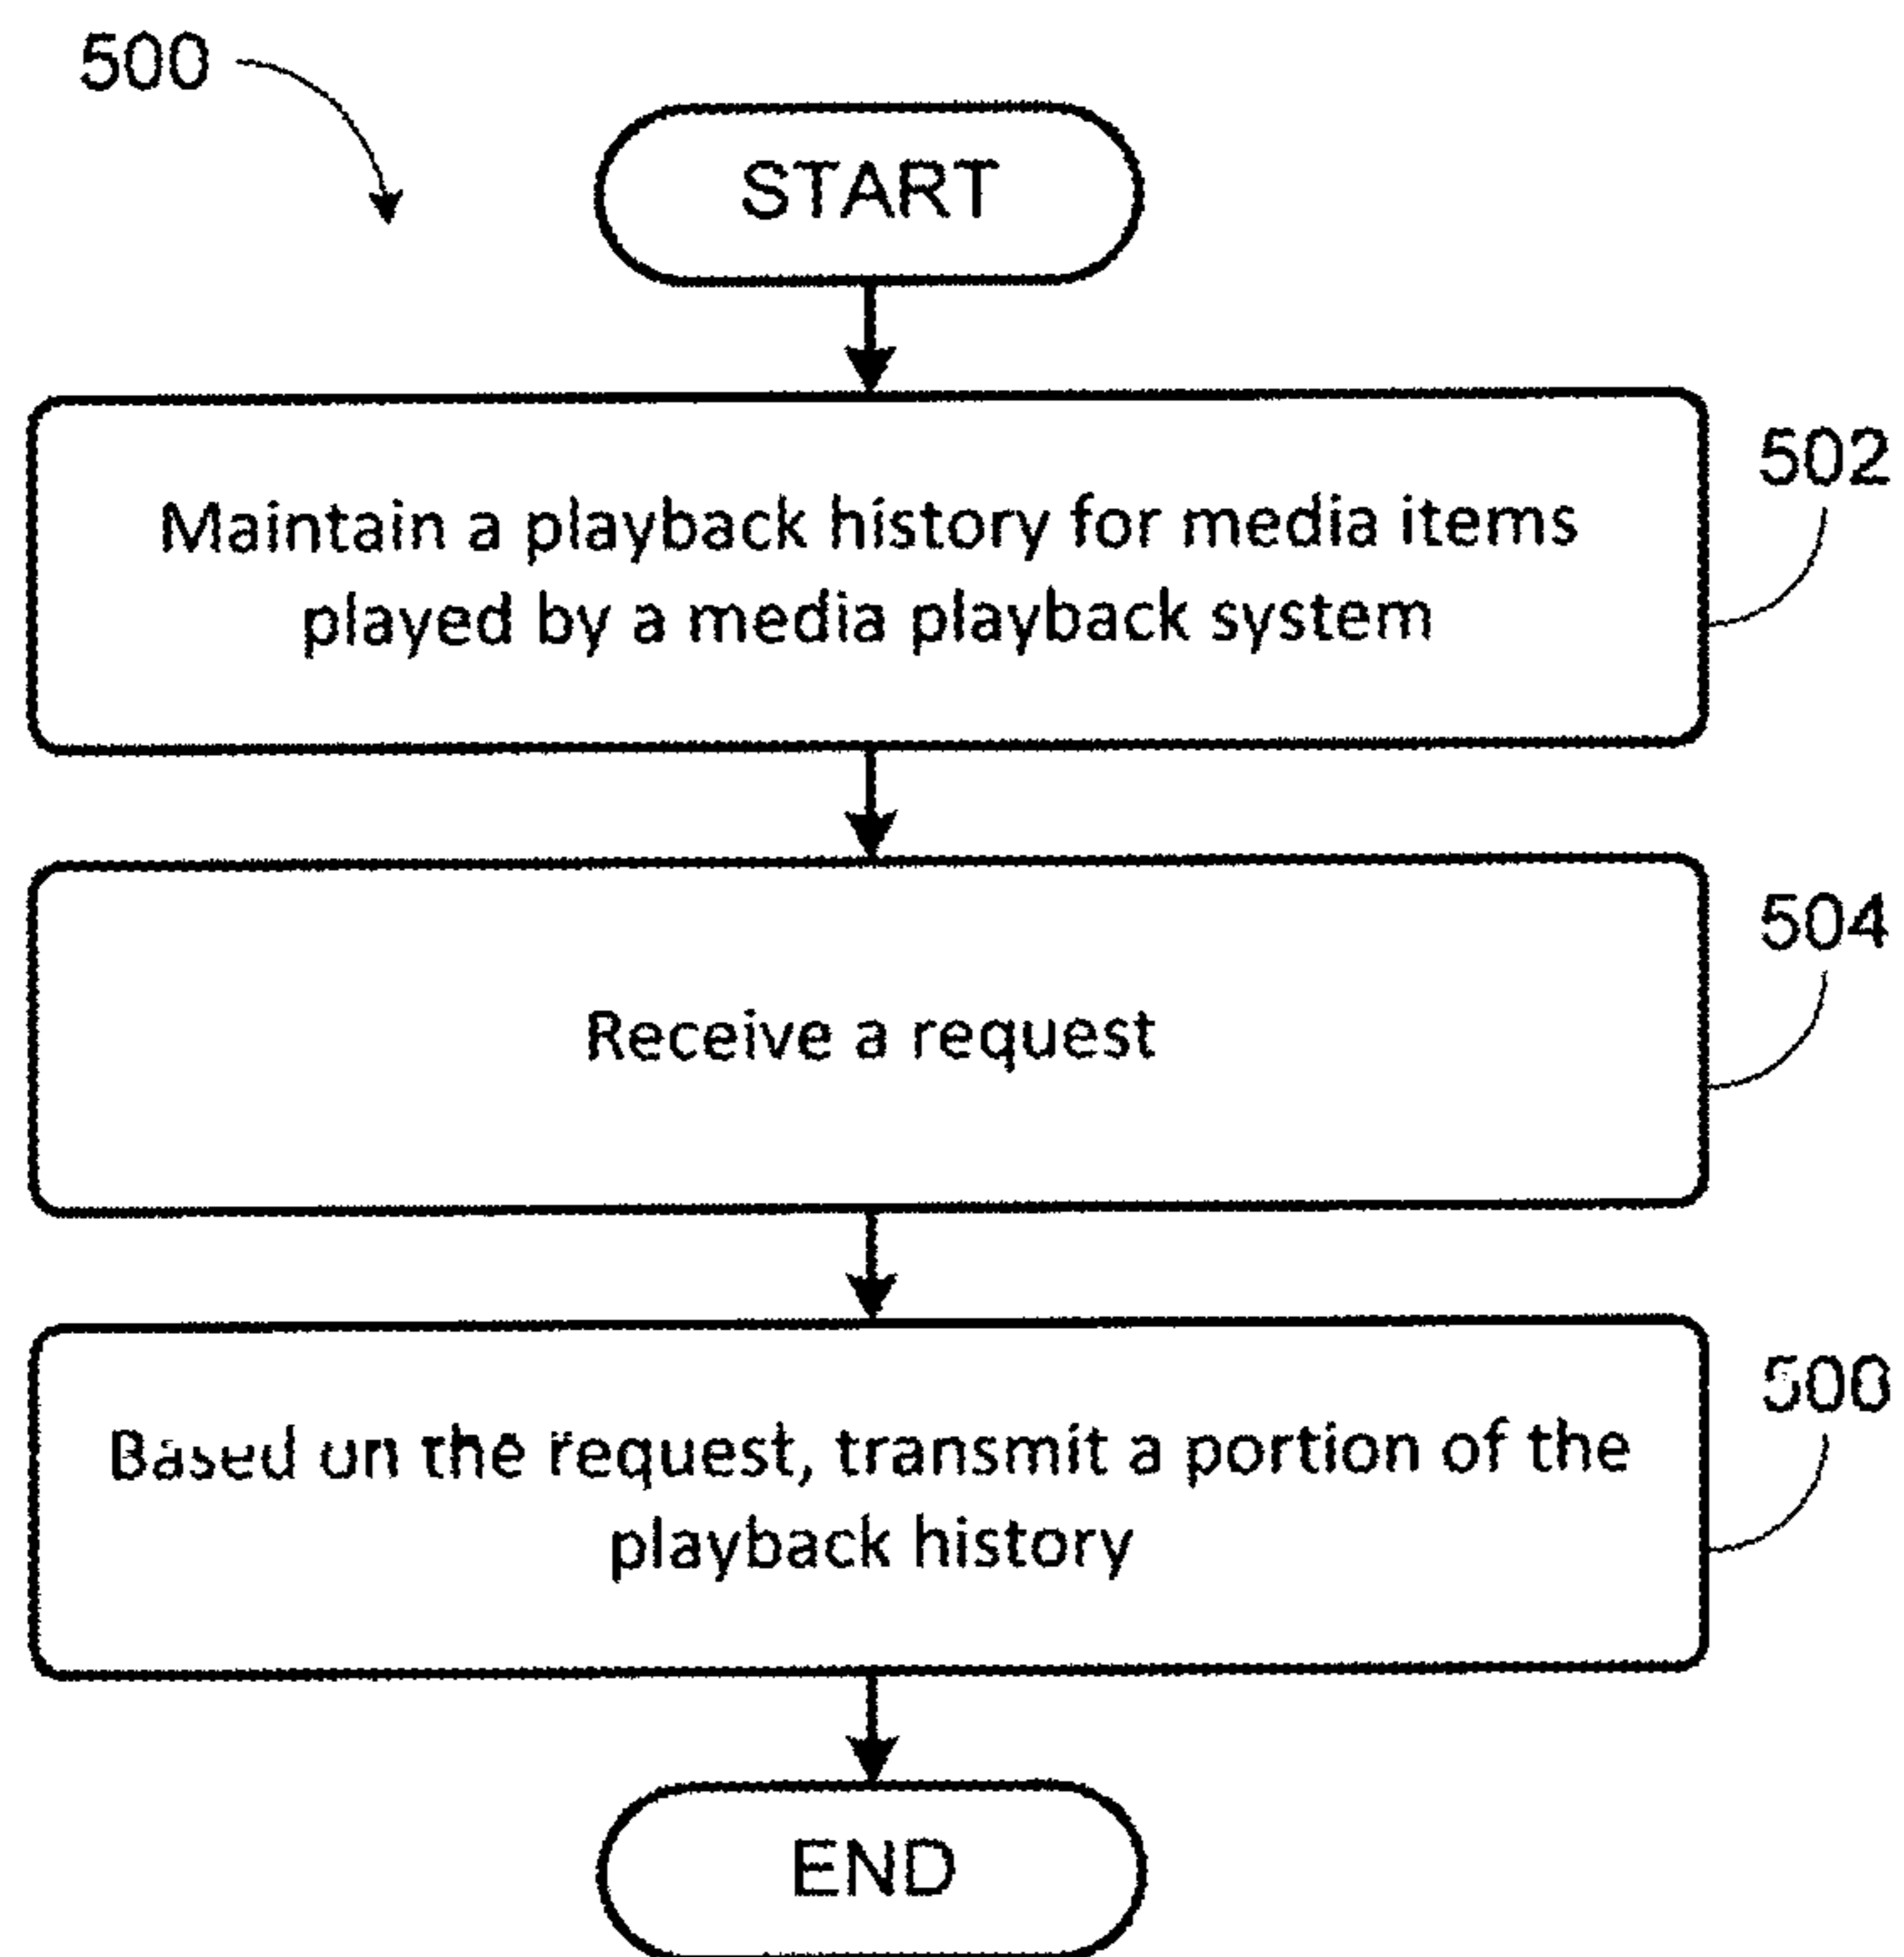 500
START
Maintain a playback history for media items
played by a media playback system
502
Receive a request
504
Based on the request, transmit a portion of the
playback history
END